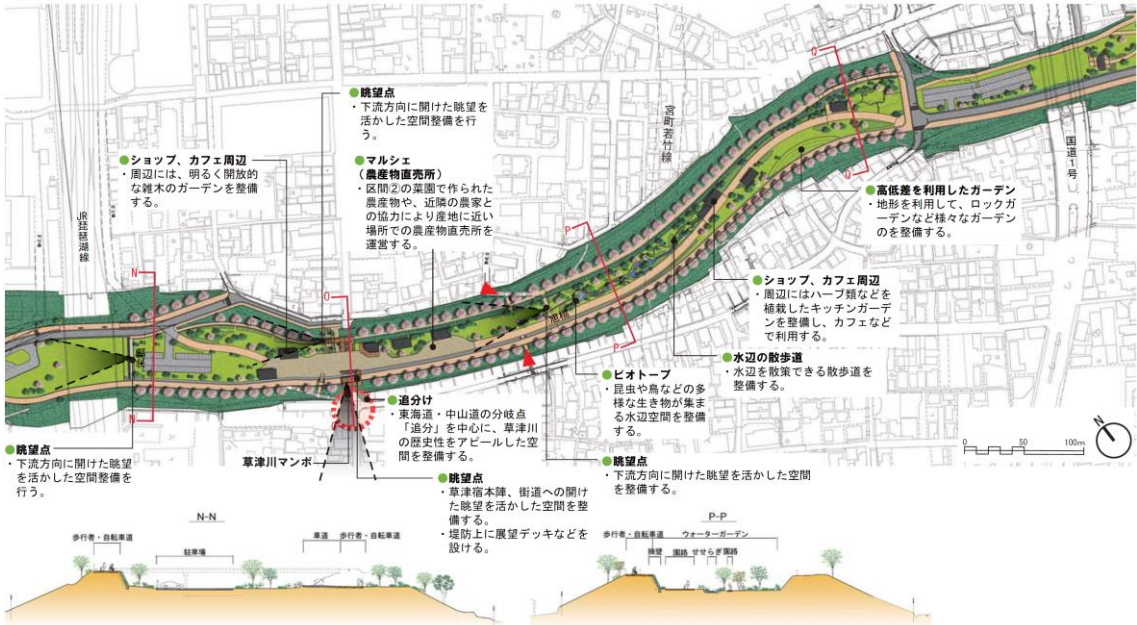 ●眺望点
・下流方向に開けた眺望を
活かした空間整備を行
う。
●ショップ、カフェ周辺
・周辺には、明るく開放的
な雑木のガーデンを整備
する。
●マルシェ
（農産物直売所）
・区間②の菜園で作られた
農産物や、近隣の農家と
の協力により産地に近い
場所での農産物直売所を
運営する。
JR琵琶湖線
宮町若竹線
国道1号
●高低差を利用したガーデン
・地形を利用して、ロックガ
ーデンなど様々なガーデン
のを整備する。
●ショップ、カフェ周辺
・周辺にはハーブ類などを
植栽したキッチンガーデ
ンを整備し、カフェなど
で利用する。
●水辺の散歩道
・水辺を散策できる散歩道を
整備する。
●ビオトープ
・昆虫や鳥などの多
様な生き物が集ま
る水辺空間を整備
する。
●追分け
・東海道・中山道の分岐点
「追分」を中心に、草津川
の歴史性をアピールした空
間を整備する。
草津川マンポ
●眺望点
・下流方向に開けた眺望
を活かした空間整備を
行う。
●眺望点
・草津宿本陣、街道への開け
た眺望を活かした空間を整
備する。
・堤防上に展望デッキなどを
設ける。
●眺望点
・下流方向に開けた眺望を活かした空間
を整備する。
N
N
O
P
P
Q
Q
0 50 100m
N
N-N
歩行者・自転車道
駐車場
車道
歩行者・自転車道
P-P
歩行者・自転車道
ウォーターガーデン
擁壁
園路
せせらぎ
園路